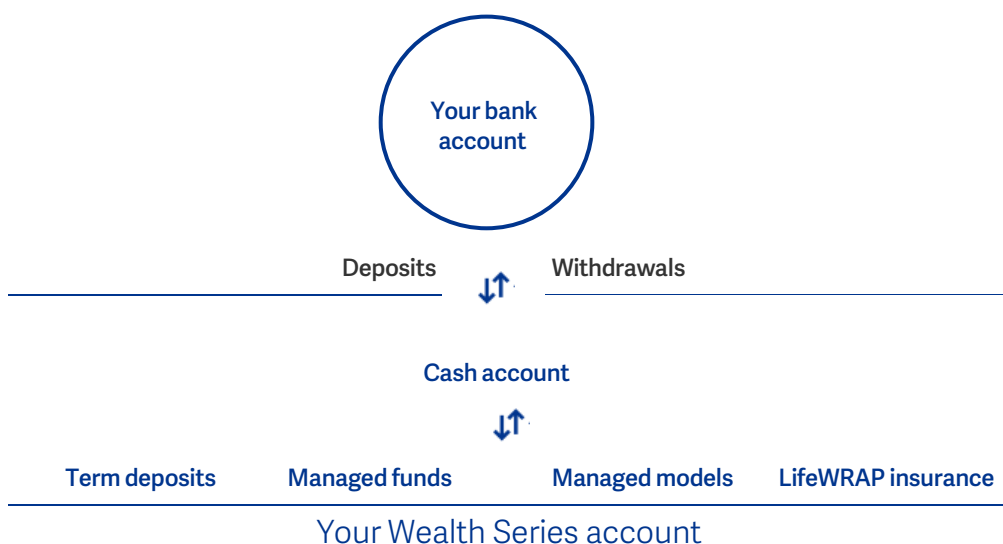 Your bank
account
Deposits
Withdrawals
Cash account
Term deposits
Managed funds
Managed models
LifeWRAP insurance
Your Wealth Series account